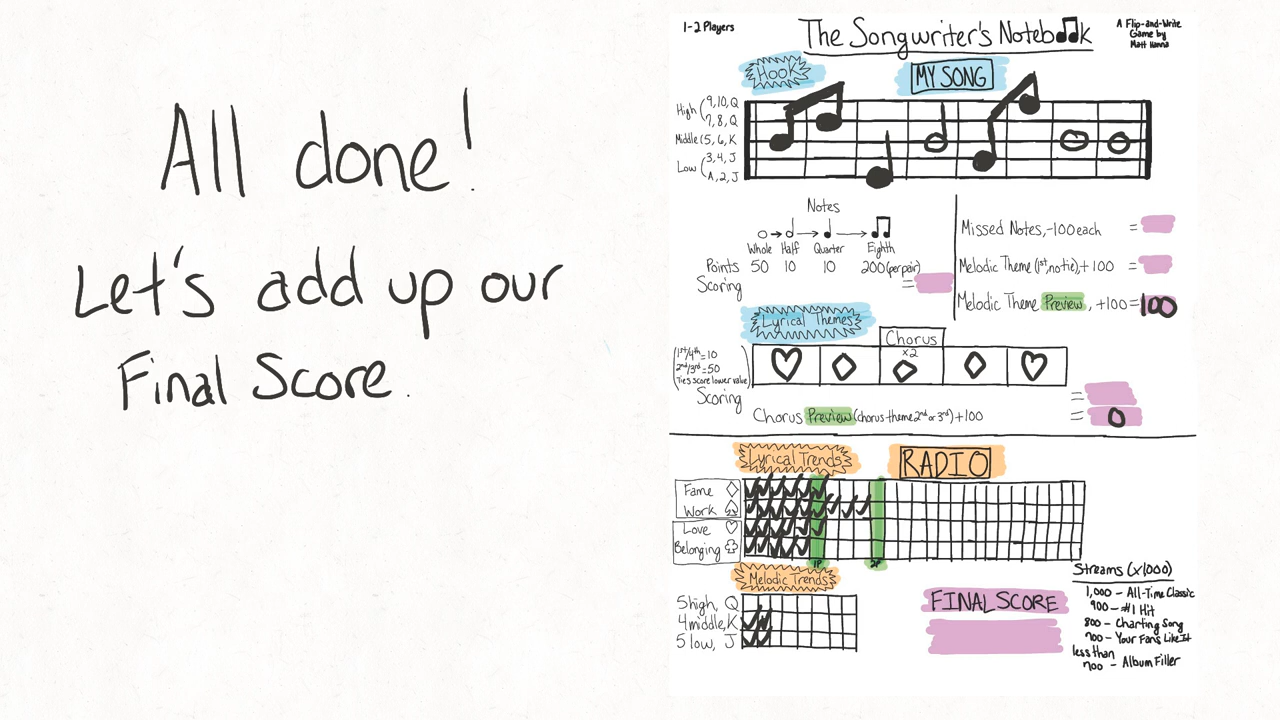 All done!
Let's add up our
Final Score.
1-2 Players
The Songwriter's Notebook
A Flip-and-Write
Game by
Matt Hanna
HOOK
MY SONG
High (9, 10, Q
7, 8, Q
Middle (5, 6, K
Low (3, 4, J
A, 2, J
Notes
Whole Half Quarter Eighth
Points 50 10 10 200 (per pair)
Scoring =
Missed Notes, -100 each =
Melodic Theme (1st, no tie) +100 =
Melodic Theme Preview, +100 = 100
Lyrical Themes
Chorus
x2
1st/4th = 10
2nd/3rd = 50
Ties score lower value)
Scoring =
Chorus Preview (chorus theme 2nd or 3rd) +100 = 0
Lyrical Trends
RADIO
Fame
Work
Love
Belonging
1P 2P
Melodic Trends
5 high, Q
4 middle, K
5 low, J
FINAL SCORE
Streams (x1000)
1,000 - All-Time Classic
900 - #1 Hit
800 - Charting Song
700 - Your Fans Like It
less than
700 - Album Filler